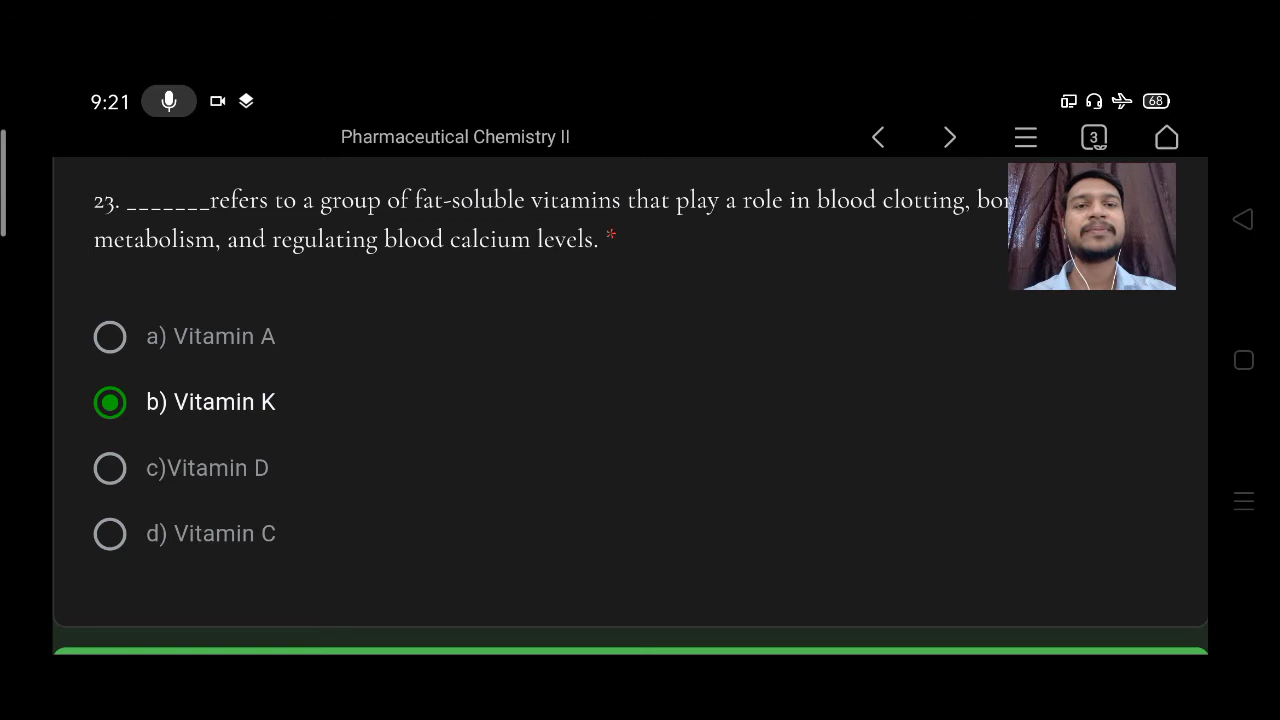 9:21
68
Pharmaceutical Chemistry II
3
23. _______refers to a group of fat-soluble vitamins that play a role in blood clotting,
metabolism, and regulating blood calcium levels. *
a) Vitamin A
b) Vitamin K
c)Vitamin D
d) Vitamin C